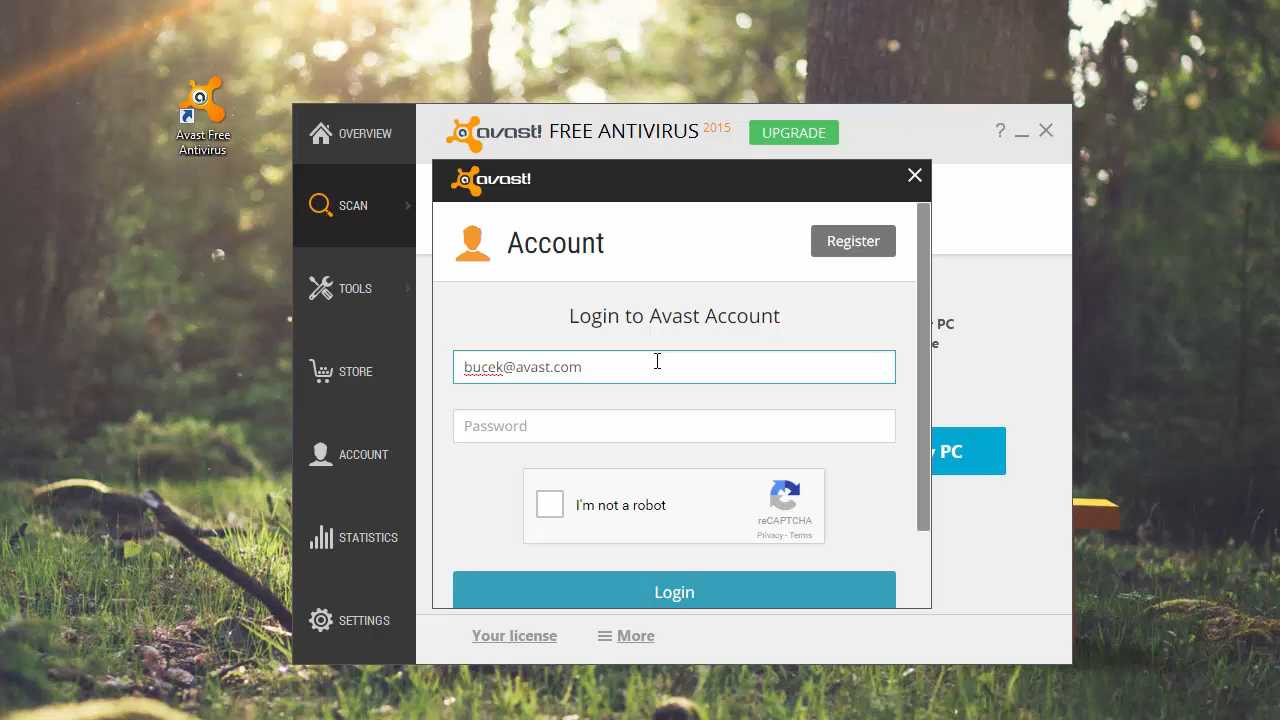 Avast Free
Antivirus
OVERVIEW
SCAN
TOOLS
STORE
ACCOUNT
STATISTICS
SETTINGS
avast! FREE ANTIVIRUS 2015
UPGRADE
?
avast!
Account
Register
Login to Avast Account
bucek@avast.com
Password
I'm not a robot
reCAPTCHA
Privacy - Terms
Login
PC
e
PC
Your license
More